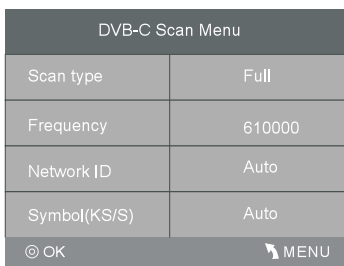 DVB-C Scan Menu
Scan type Full
Frequency 610000
Network ID Auto
Symbol(KS/S) Auto
OK MENU